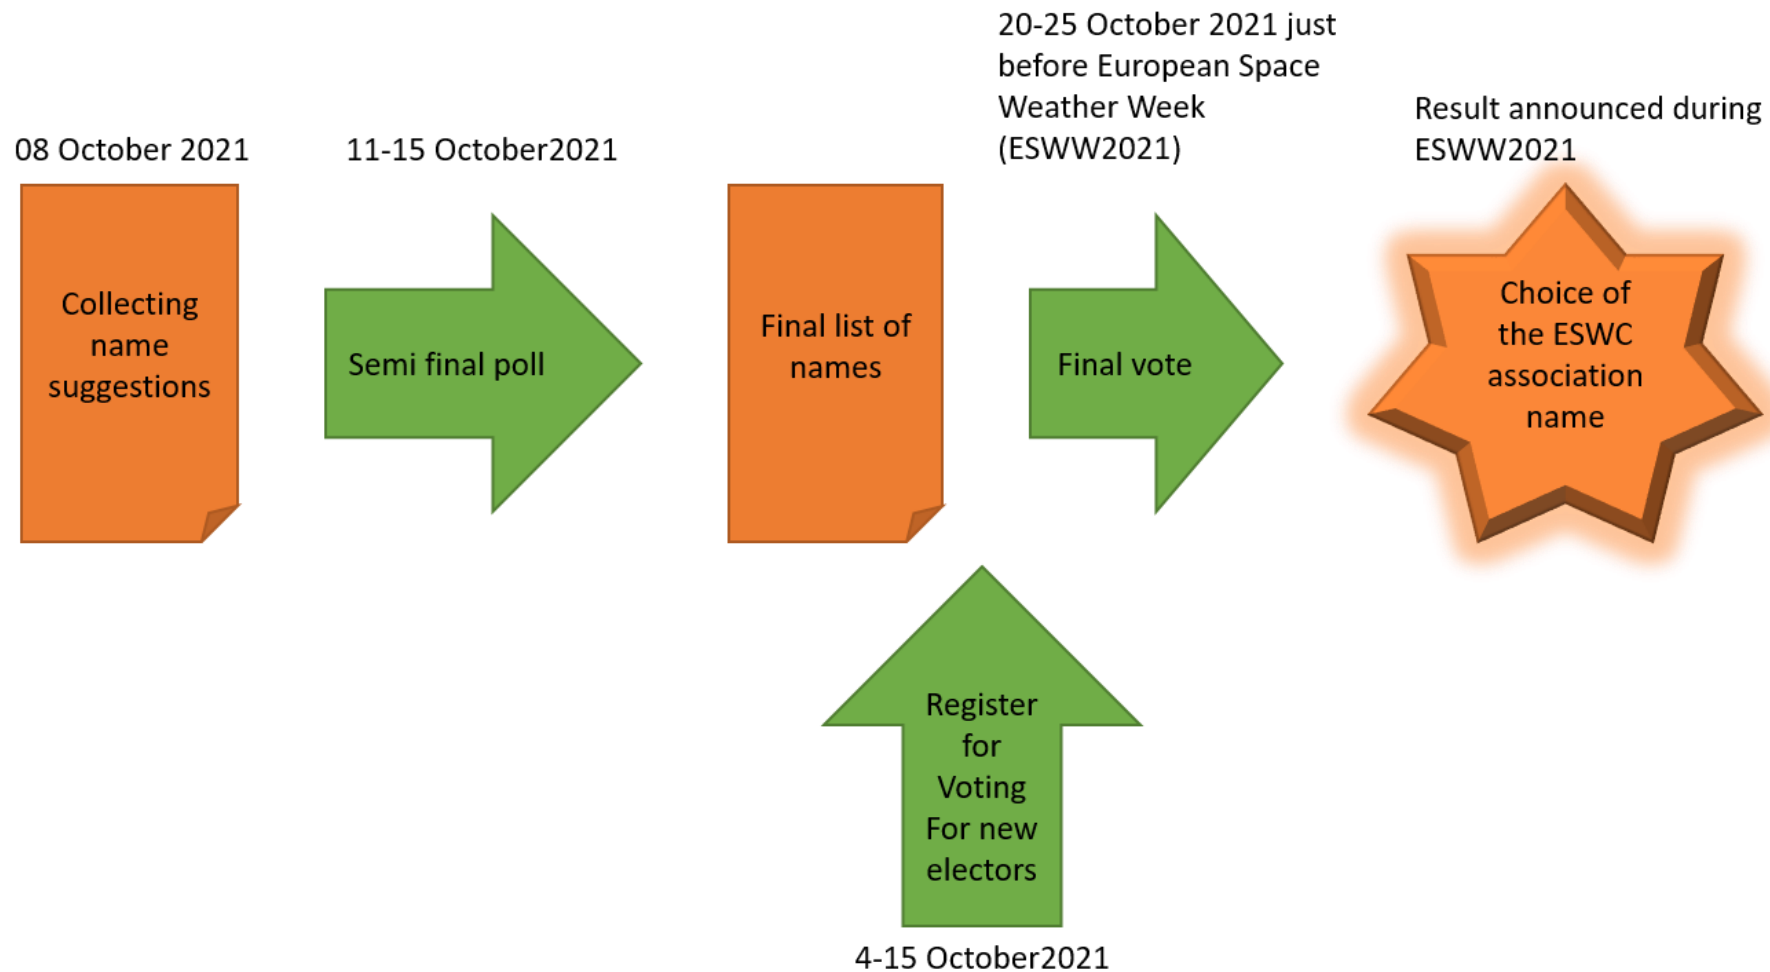 08 October 2021
Collecting
name
suggestions
11-15 October2021
Semi final poll
Final list of
names
20-25 October 2021 just
before European Space
Weather Week
(ESWW2021)
Final vote
Result announced during
ESWW2021
Choice of
the ESWC
association
name
Register
for
Voting
For new
electors
4-15 October2021